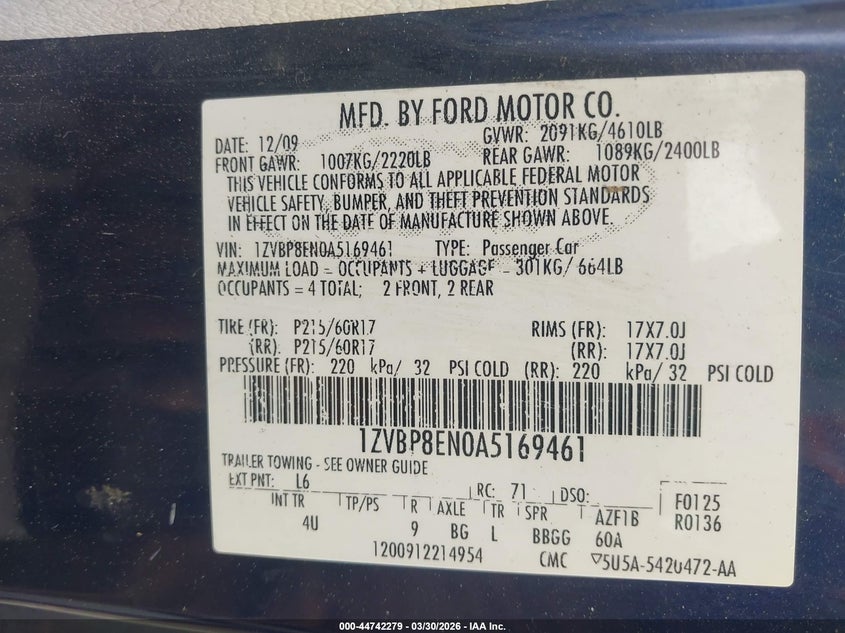 MFD. BY FORD MOTOR CO.
DATE: 12/09 GVWR: 2091KG/4610LB
FRONT GAWR: 1007KG/2220LB REAR GAWR: 1089KG/2400LB
THIS VEHICLE CONFORMS TO ALL APPLICABLE FEDERAL MOTOR
VEHICLE SAFETY, BUMPER, AND THEFT PREVENTION STANDARDS
IN EFFECT ON THE DATE OF MANUFACTURE SHOWN ABOVE.
VIN: 1ZVBP8EN0A5169461 TYPE: Passenger Car
MAXIMUM LOAD = OCCUPANTS + LUGGAGE = 301KG/ 664LB
OCCUPANTS = 4 TOTAL; 2 FRONT, 2 REAR
TIRE (FR): P215/60R17 RIMS (FR): 17X7.0J
(RR): P215/60R17 (RR): 17X7.0J
PRESSURE (FR): 220 kPa/ 32 PSI COLD (RR): 220 kPa/ 32 PSI COLD
1ZVBP8EN0A5169461
TRAILER TOWING - SEE OWNER GUIDE
EXT PNT: L6 RC: 71 DSO: F0125
INT TR TP/PS R AXLE TR SPR AZF1B R0136
4U 9 BG L BBGG 60A
1200912214954 CMC ▽5U5A-5420472-AA
000-44742279 - 03/30/2026 - IAA Inc.